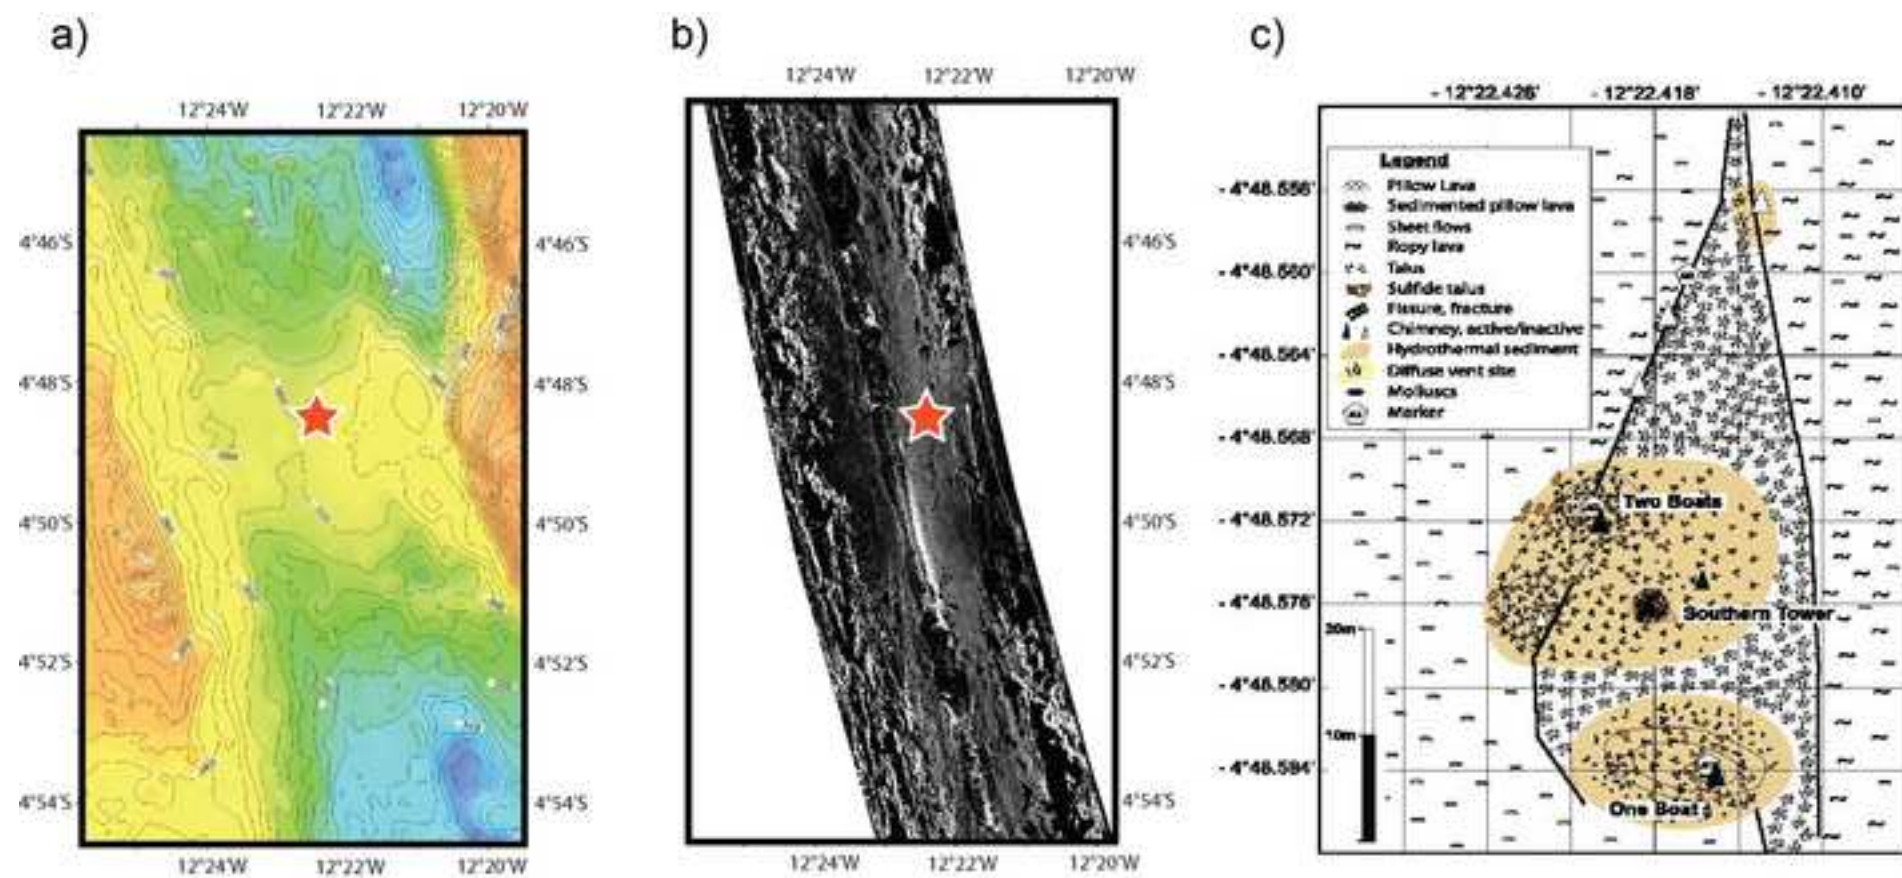 a)
12°24'W 12°22'W 12°20'W
4°46'S 4°46'S
4°48'S 4°48'S
4°50'S 4°50'S
4°52'S 4°52'S
4°54'S 4°54'S
12°24'W 12°22'W 12°20'W
b)
12°24'W 12°22'W 12°20'W
4°46'S
4°48'S
4°50'S
4°52'S
4°54'S
12°24'W 12°22'W 12°20'W
c)
- 12°22.426' - 12°22.418' - 12°22.410'
- 4°48.556'
- 4°48.560'
- 4°48.564'
- 4°48.568'
- 4°48.572'
- 4°48.576'
- 4°48.580'
- 4°48.584'
Legend
Pillow Lava
Sedimented pillow lava
Sheet flows
Ropy lava
Talus
Sulfide talus
Fissure, fracture
Chimney, active/inactive
Hydrothermal sediment
Diffuse vent site
Molluscs
Marker
Two Boats
Southern Tower
One Boat
20m
10m